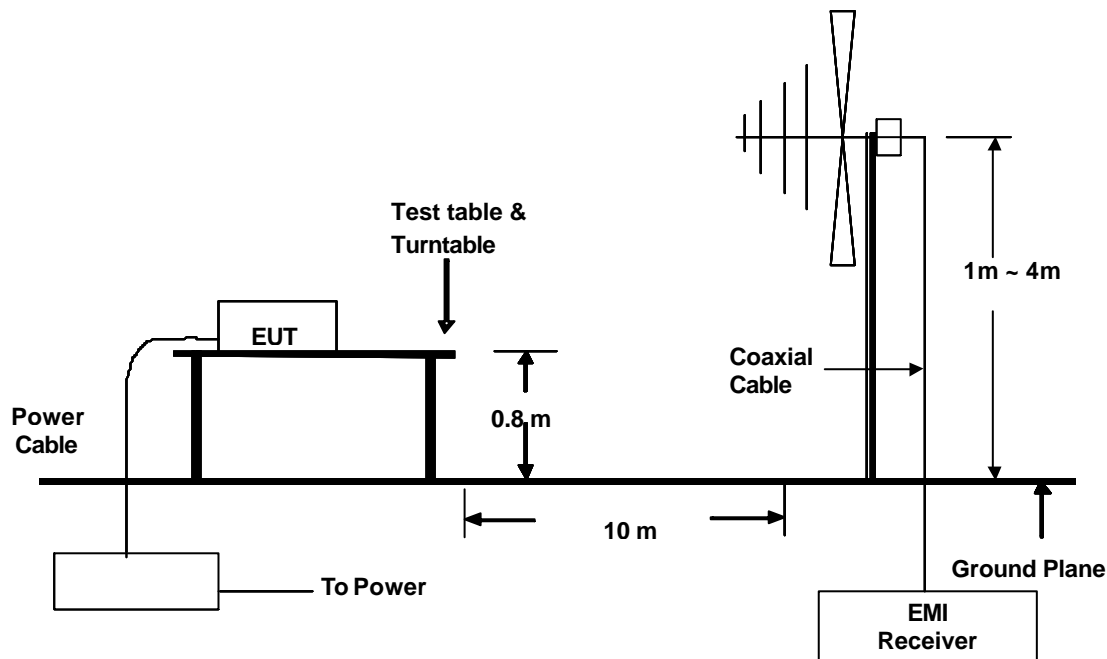 Test table &
Turntable
1m ~ 4m
EUT
Coaxial
Cable
0.8 m
Power
Cable
10 m
Ground Plane
To Power
EMI
Receiver